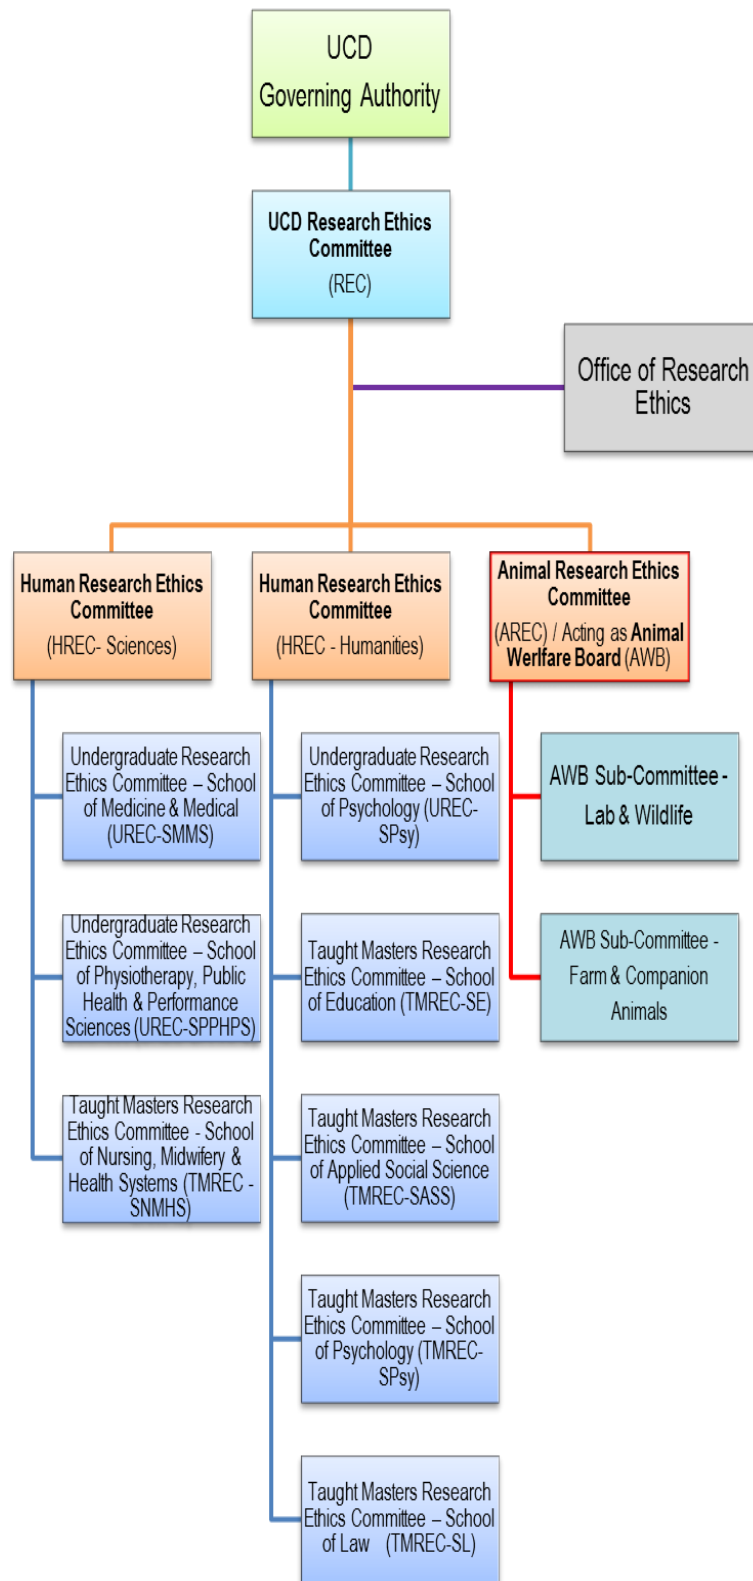 UCD
Governing Authority
UCD Research Ethics
Committee
(REC)
Office of Research
Ethics
Human Research Ethics
Committee
(HREC- Sciences)
Human Research Ethics
Committee
(HREC - Humanities)
Animal Research Ethics
Committee
(AREC) / Acting as Animal
Werlfare Board (AWB)
Undergraduate Research
Ethics Committee – School
of Medicine & Medical
(UREC-SMMS)
Undergraduate Research
Ethics Committee – School
of Physiotherapy, Public
Health & Performance
Sciences (UREC-SPPHPS)
Taught Masters Research
Ethics Committee - School
of Nursing, Midwifery &
Health Systems (TMREC -
SNMHS)
Undergraduate Research
Ethics Committee – School
of Psychology (UREC-
SPsy)
Taught Masters Research
Ethics Committee – School
of Education (TMREC-SE)
Taught Masters Research
Ethics Committee – School
of Applied Social Science
(TMREC-SASS)
Taught Masters Research
Ethics Committee – School
of Psychology (TMREC-
SPsy)
Taught Masters Research
Ethics Committee – School
of Law (TMREC-SL)
AWB Sub-Committee -
Lab & Wildlife
AWB Sub-Committee -
Farm & Companion
Animals